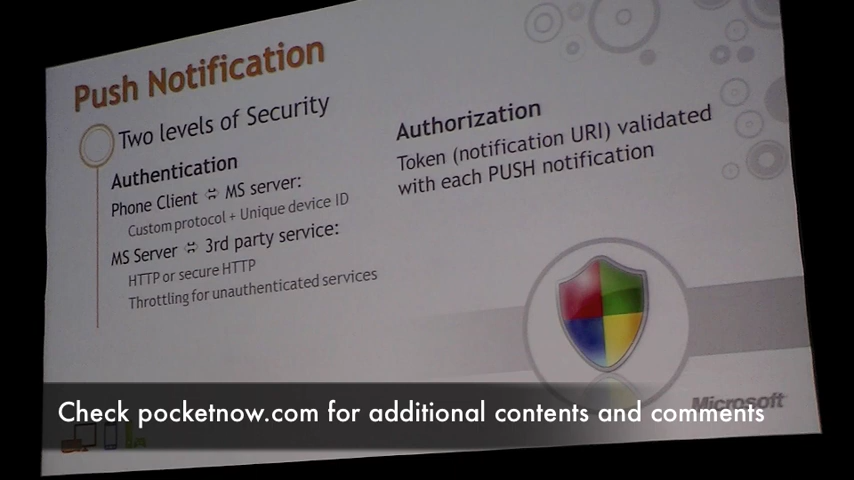 Push Notification
Two levels of Security
Authentication
Phone Client ⇔ MS server:
Custom protocol + Unique device ID
MS Server ⇔ 3rd party service:
HTTP or secure HTTP
Throttling for unauthenticated services
Authorization
Token (notification URI) validated
with each PUSH notification
Microsoft
Check pocketnow.com for additional contents and comments